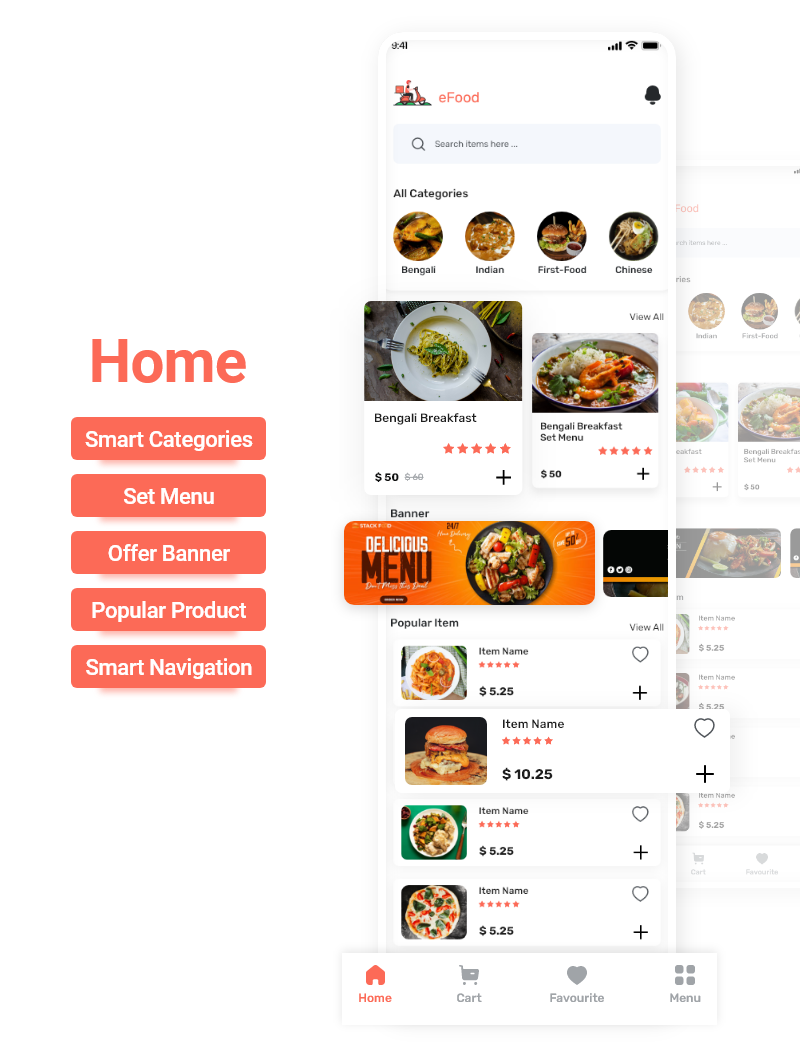 Home
Smart Categories
Set Menu
Offer Banner
Popular Product
Smart Navigation
9:41
eFood
Search items here ...
All Categories
Bengali
Indian
First-Food
Chinese
View All
Bengali Breakfast
$ 50 $ 60
Bengali Breakfast
Set Menu
$ 50
Banner
STACK FOOD
24/7
Home Delivery
DELICIOUS
MENU
Don't Miss this Deal
ORDER NOW
50%
Popular Item
View All
Item Name
$ 5.25
Item Name
$ 10.25
Item Name
$ 5.25
Item Name
$ 5.25
Home
Cart
Favourite
Menu
Food
rch items here ...
ries
Indian
First-Food
eakfast
Bengali Breakfast
Set Menu
$ 50
m
Item Name
$ 5.25
Item Name
$ 5.25
me
Item Name
$ 5.25
Cart
Favourite